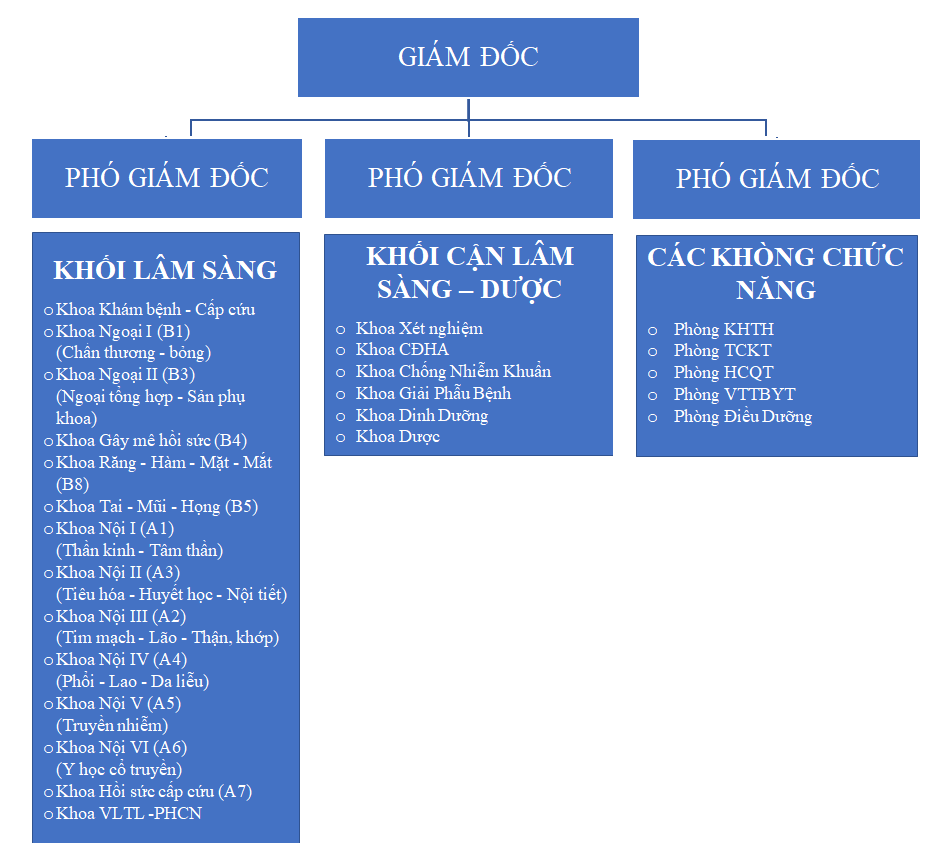 GIÁM ĐỐC
PHÓ GIÁM ĐỐC
PHÓ GIÁM ĐỐC
PHÓ GIÁM ĐỐC
KHỐI LÂM SÀNG
o Khoa Khám bệnh - Cấp cứu
o Khoa Ngoại I (B1)
(Chấn thương - bỏng)
o Khoa Ngoại II (B3)
(Ngoại tổng hợp - Sản phụ
khoa)
o Khoa Gây mê hồi sức (B4)
o Khoa Răng - Hàm - Mặt - Mắt
(B8)
o Khoa Tai - Mũi - Họng (B5)
o Khoa Nội I (A1)
(Thần kinh - Tâm thần)
o Khoa Nội II (A3)
(Tiêu hóa - Huyết học - Nội tiết)
o Khoa Nội III (A2)
(Tim mạch - Lão - Thận, khớp)
o Khoa Nội IV (A4)
(Phổi - Lao - Da liễu)
o Khoa Nội V (A5)
(Truyền nhiễm)
o Khoa Nội VI (A6)
(Y học cổ truyền)
o Khoa Hồi sức cấp cứu (A7)
o Khoa VLTL -PHCN
KHỐI CẬN LÂM
SÀNG – DƯỢC
o Khoa Xét nghiệm
o Khoa CĐHA
o Khoa Chống Nhiễm Khuẩn
o Khoa Giải Phẫu Bệnh
o Khoa Dinh Dưỡng
o Khoa Dược
CÁC KHÒNG CHỨC
NĂNG
o Phòng KHTH
o Phòng TCKT
o Phòng HCQT
o Phòng VTTBYT
o Phòng Điều Dưỡng